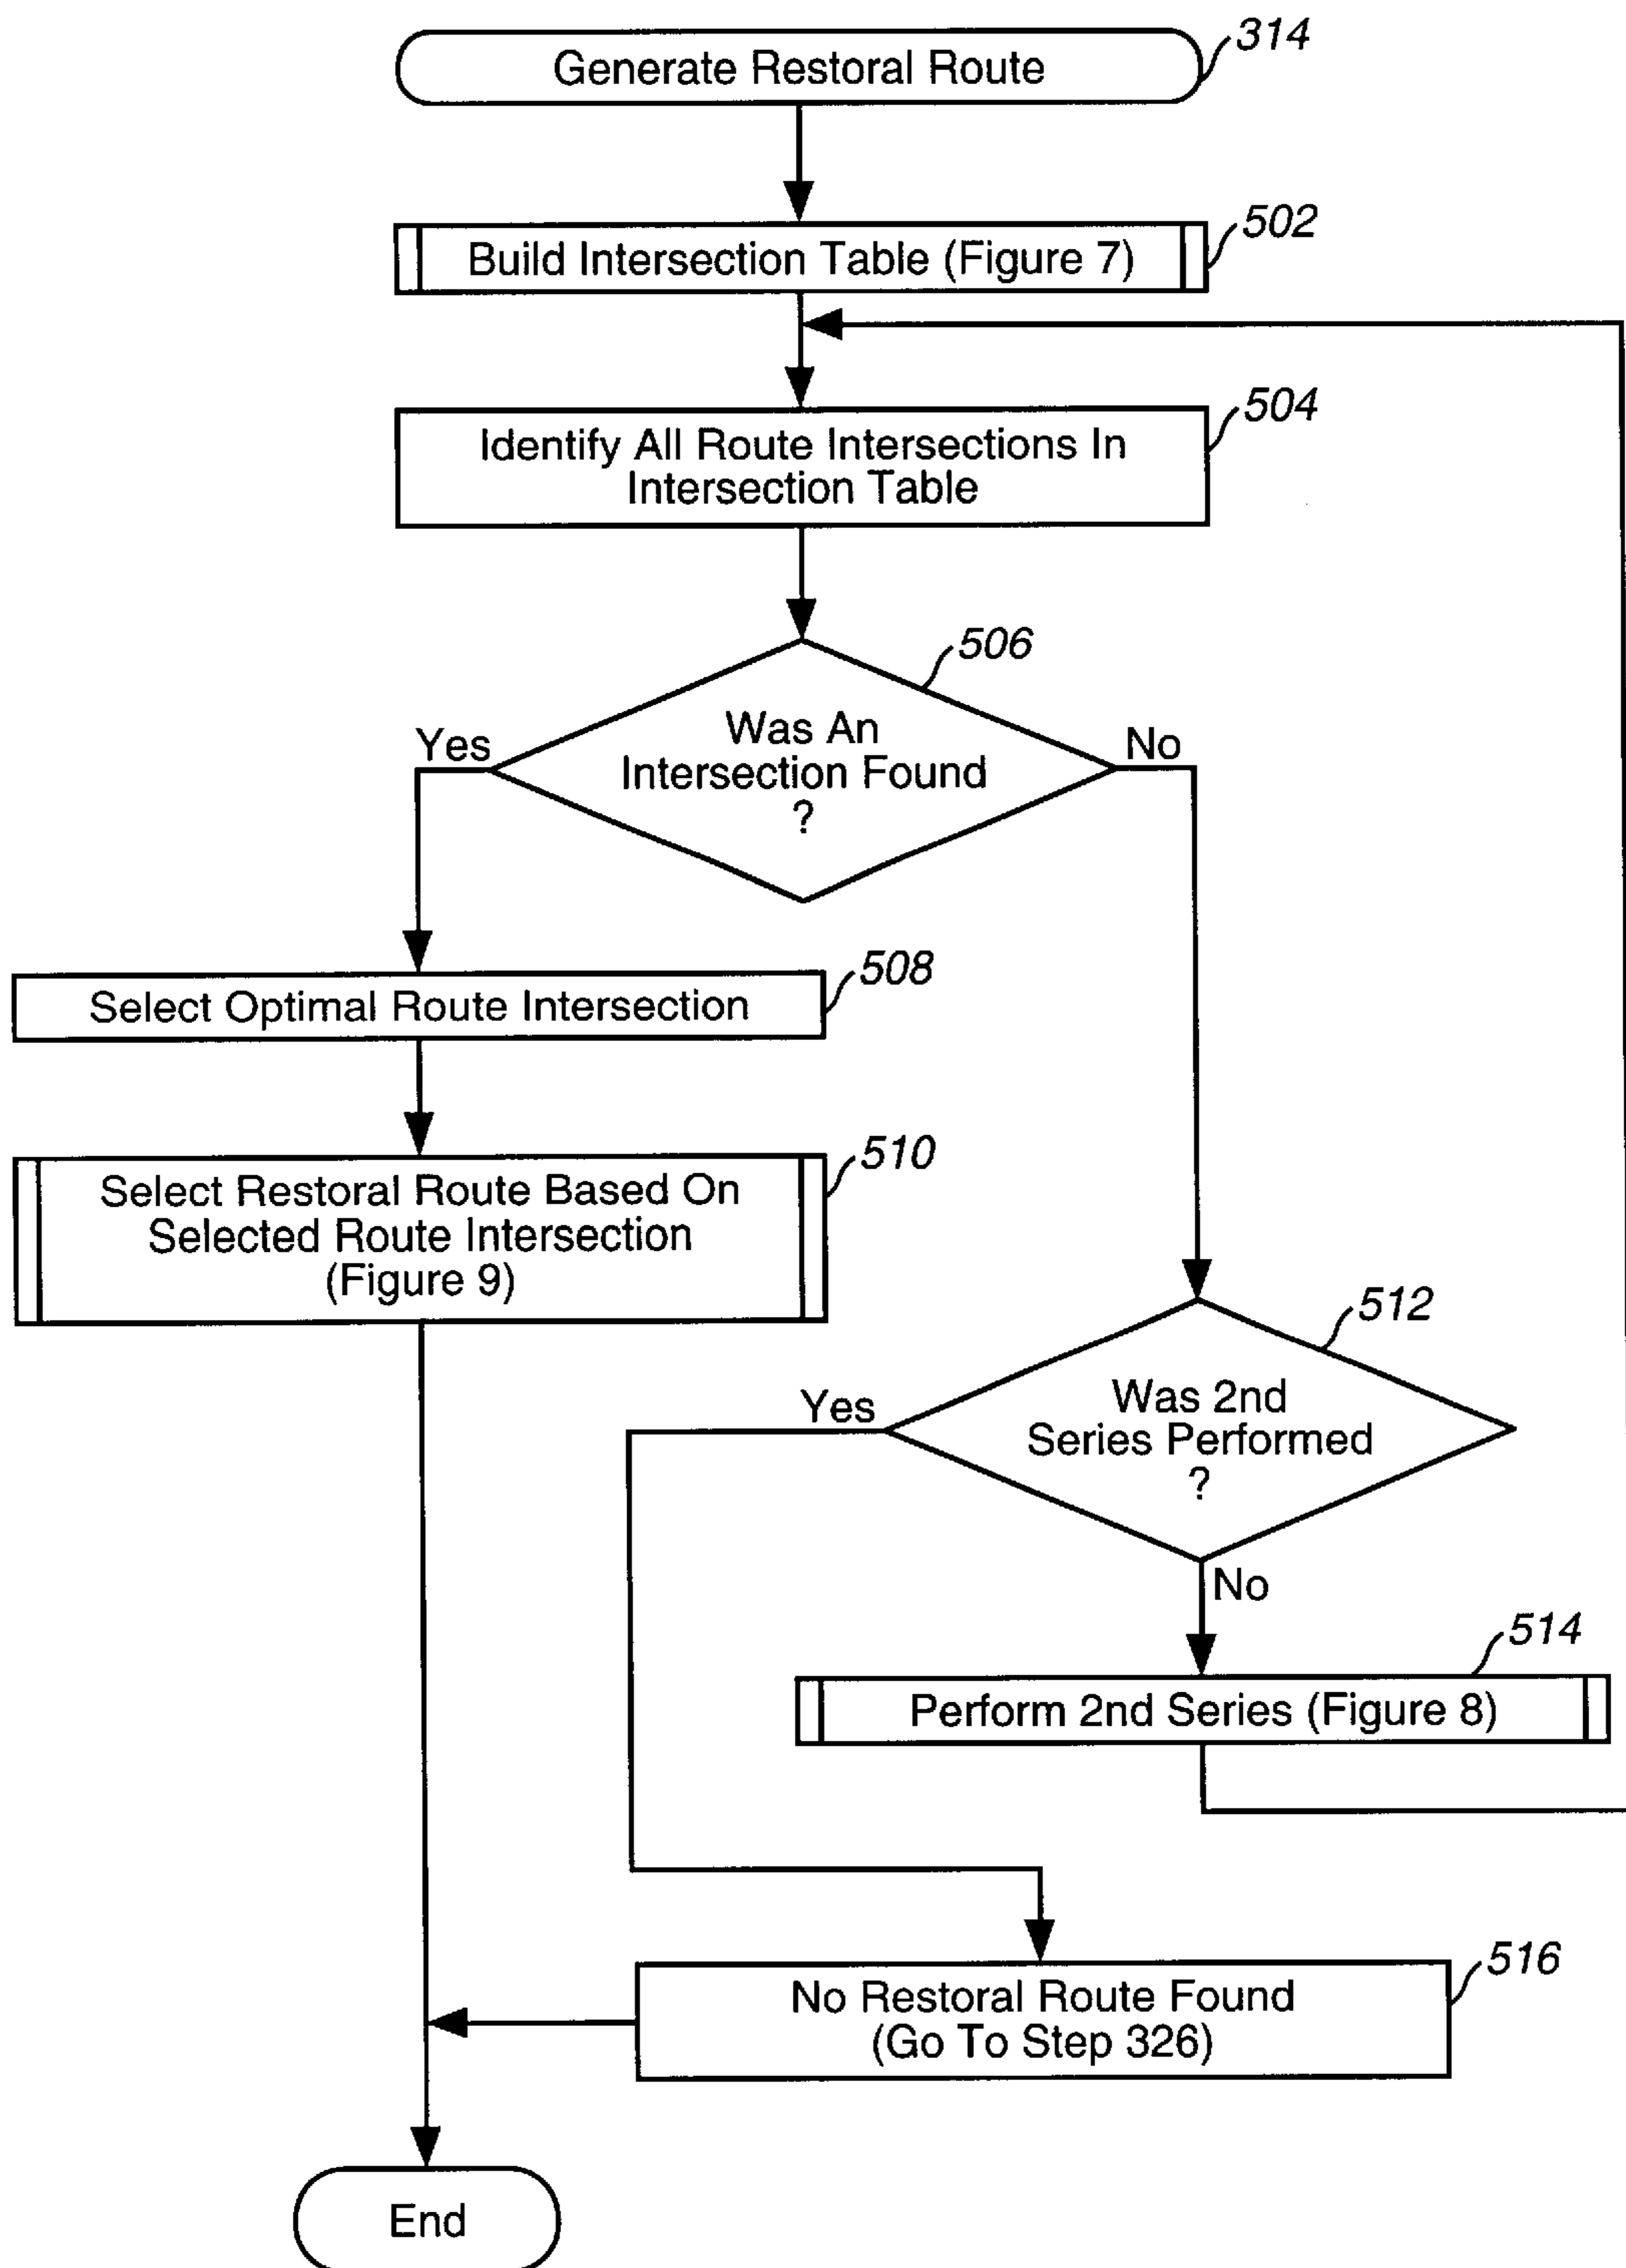 314
Generate Restoral Route
502
Build Intersection Table (Figure 7)
504
Identify All Route Intersections In
Intersection Table
506
Was An
Intersection Found
?
Yes
No
508
Select Optimal Route Intersection
510
Select Restoral Route Based On
Selected Route Intersection
(Figure 9)
512
Was 2nd
Series Performed
?
Yes
No
514
Perform 2nd Series (Figure 8)
516
No Restoral Route Found
(Go To Step 326)
End